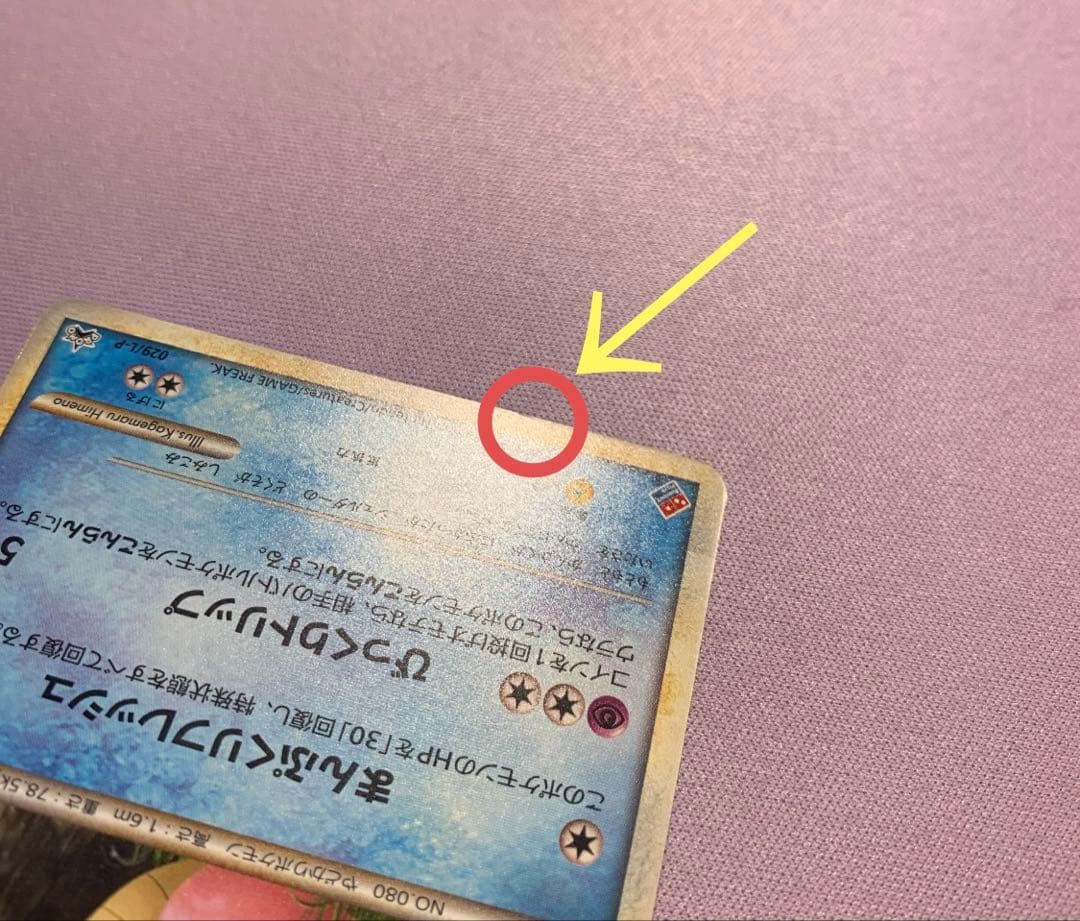 NO.080 やどかりポケモン 高さ：1.6m 重さ：78.5k
まんぷくリフレッシュ
このポケモンのHPを「30」回復し、特殊状態をすべて回復する。
びっくりトリップ 5
コインを1回投げオモテなら、相手のバトルポケモンをこんらんにする。
ウラなら、このポケモンをこんらんにする。
しみこみ
抵抗力
にげる
Illus. Kagemaru Himeno
/Creatures/GAME FREAK.
029/L-P